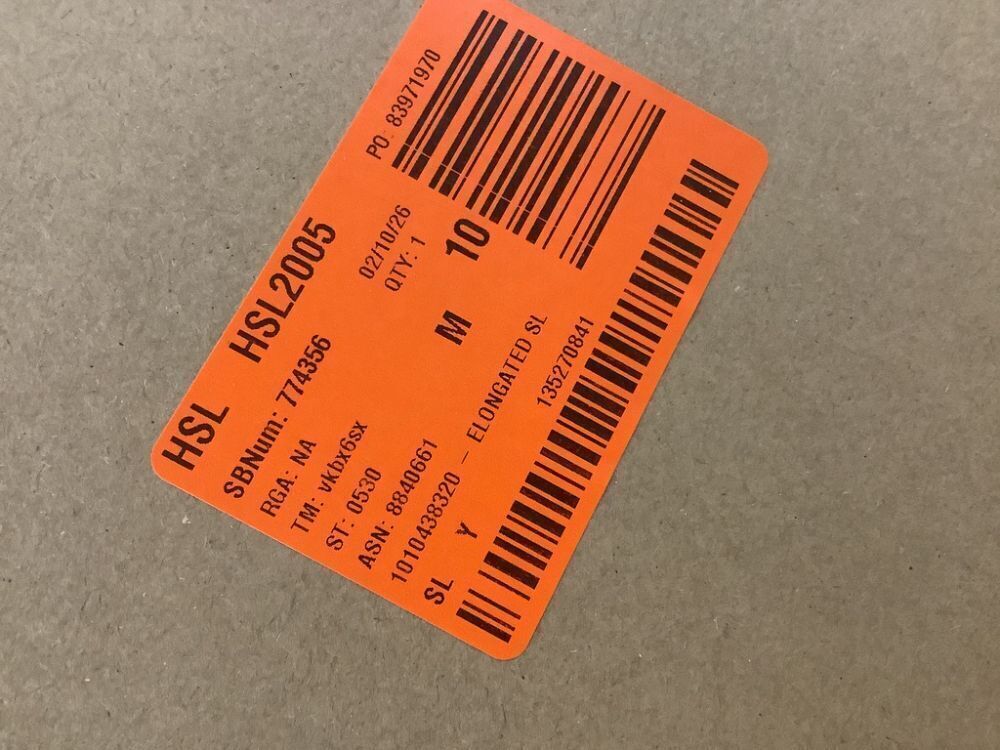 HSL HSL2005
SBNum: 774356
PO: 83971970
RGA: NA
02/10/26
TM: vkbx6sx
QTY: 1
ST: 0530
M 10
ASN: 8840661
1010438320 - ELONGATED SL
SL Y
135270841